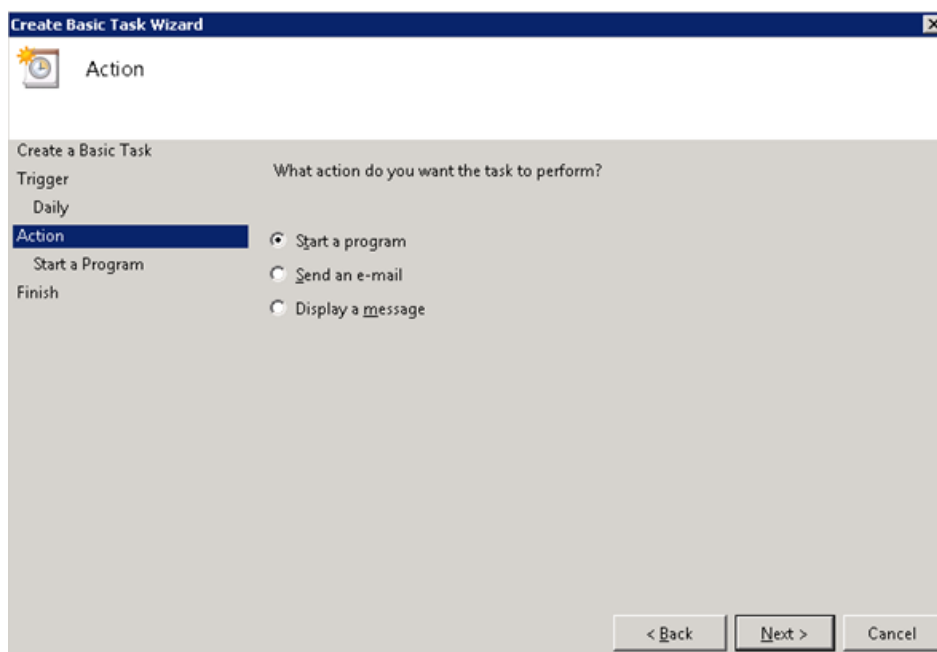 Create Basic Task Wizard
Action
Create a Basic Task
Trigger
Daily
Action
Start a Program
Finish
What action do you want the task to perform?
Start a program
Send an e-mail
Display a message
< Back
Next >
Cancel